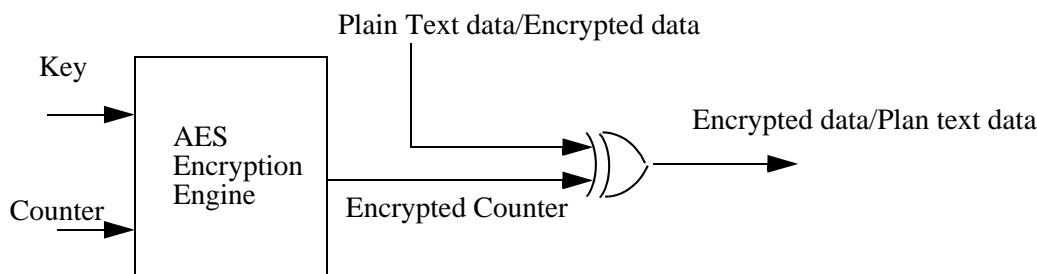 Plain Text data/Encrypted data
Key
AES
Encryption
Engine
Encrypted data/Plan text data
Counter
Encrypted Counter